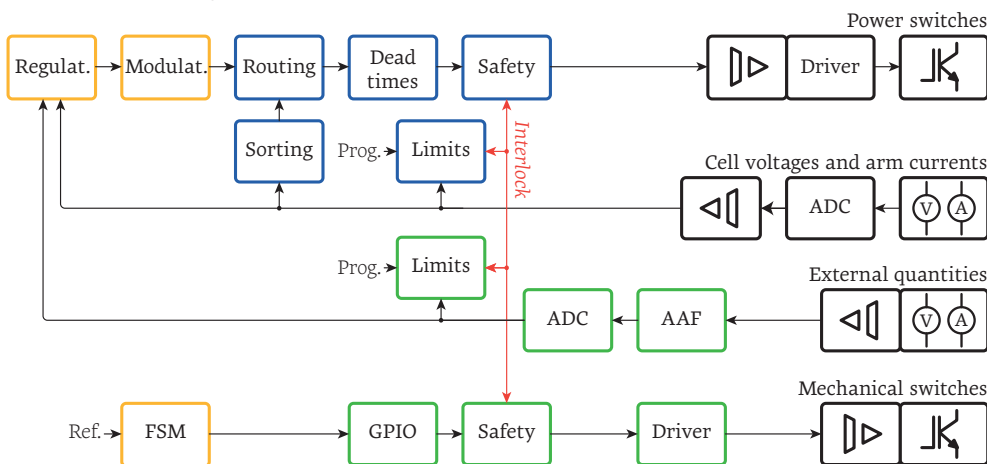 Power switches
Regulat.
Modulat.
Routing
Dead
times
Safety
Driver
Sorting
Prog.
Limits
Interlock
Cell voltages and arm currents
ADC
V
A
Prog.
Limits
External quantities
ADC
AAF
V
A
Mechanical switches
Ref.
FSM
GPIO
Safety
Driver